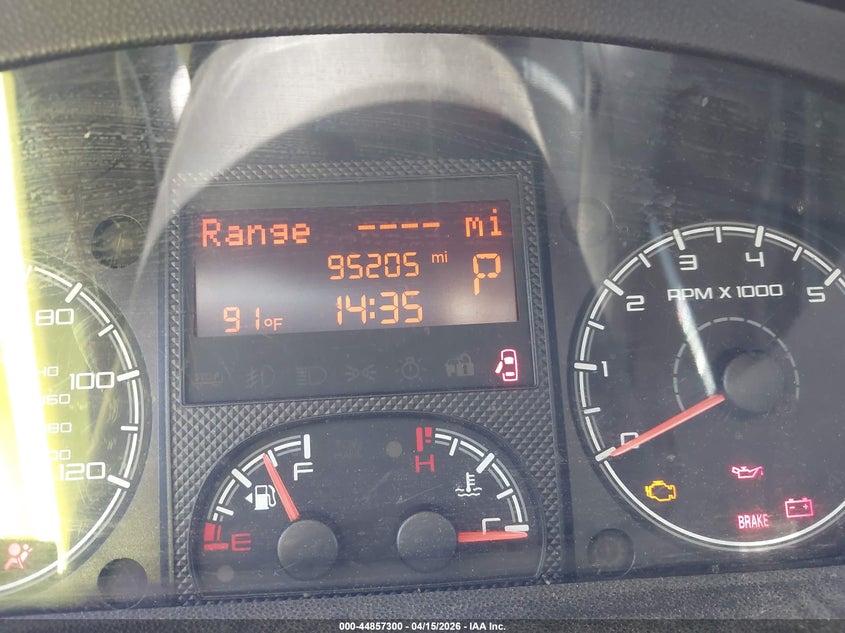 Range ---- mi
95205 mi
P
91°F 14:35
80
100
120
F
E
H
C
0
1
2
3
4
5
RPM X 1000
BRAKE
000-44857300 - 04/15/2026 - IAA Inc.